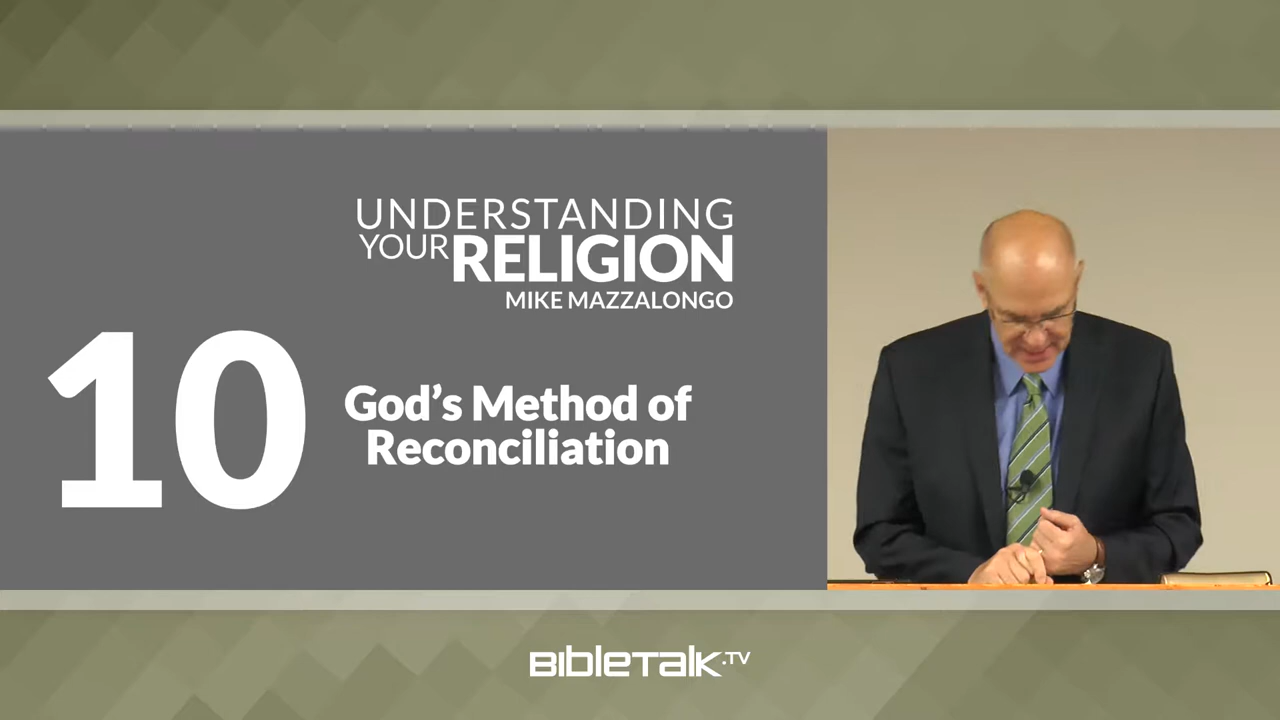 UNDERSTANDING
YOUR RELIGION
MIKE MAZZALONGO
10
God’s Method of
Reconciliation
BibleTalk.TV